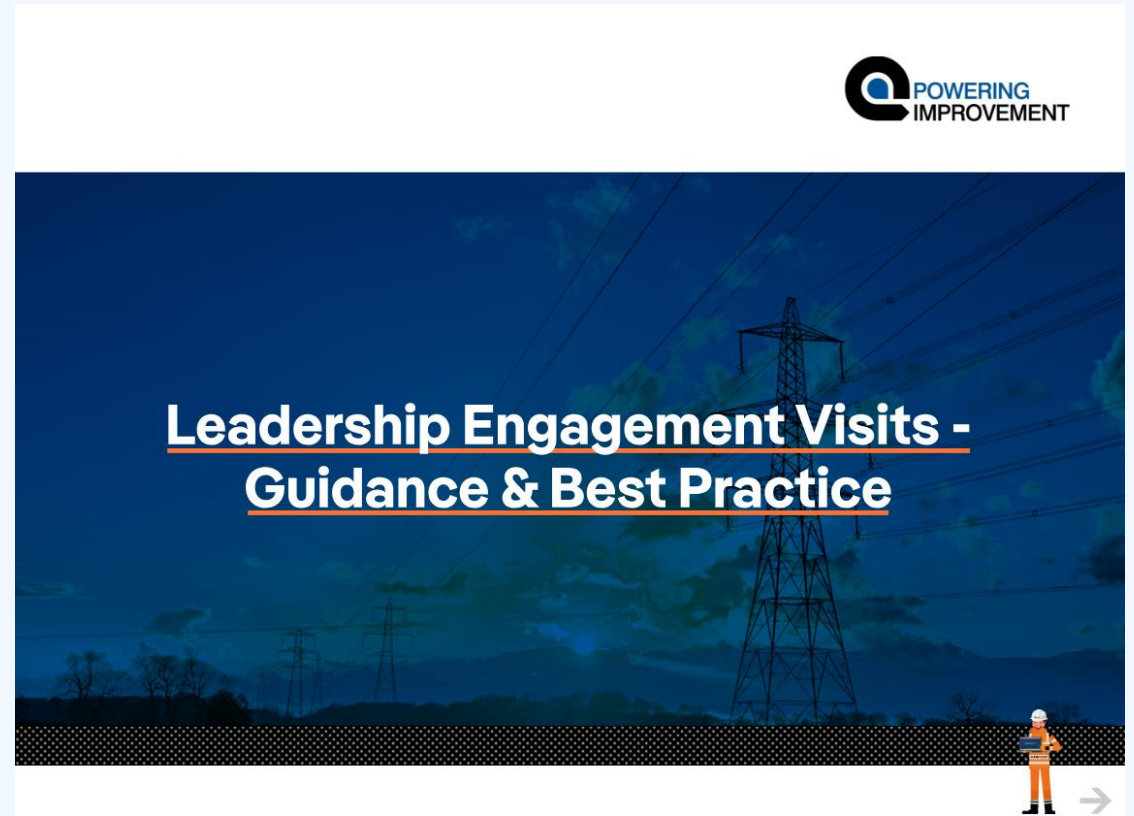 POWERING
IMPROVEMENT
Leadership Engagement Visits -
Guidance & Best Practice